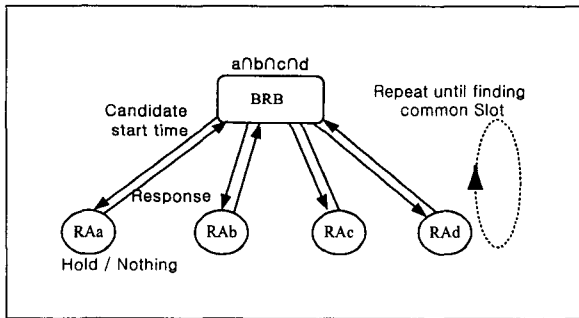 a∩b∩c∩d
BRB
Candidate
start time
Repeat until finding
common Slot
Response
RAa
RAb
RAc
RAd
Hold / Nothing